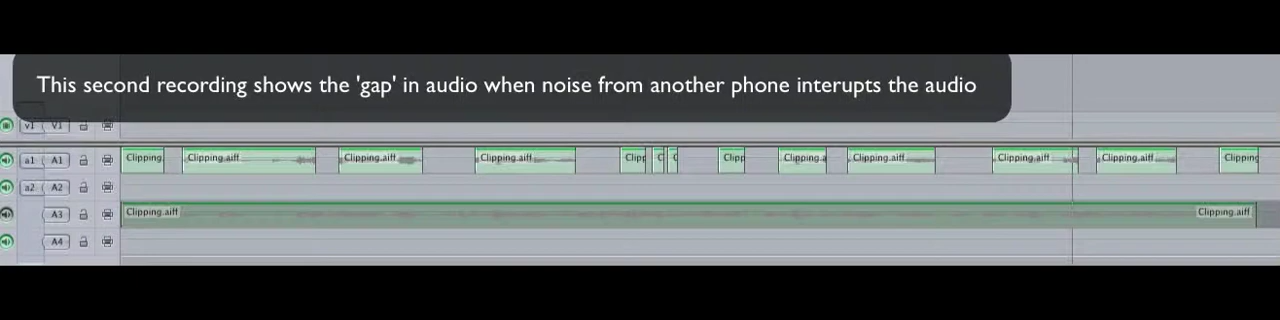 This second recording shows the 'gap' in audio when noise from another phone interupts the audio
v1 V1
a1 A1 Clipping. Clipping.aiff Clipping.aiff Clipping.aiff Clipp C C Clipp Clipping.a Clipping.aiff Clipping.aiff Clipping.aiff Clipping
a2 A2
A3 Clipping.aiff Clipping.aiff
A4